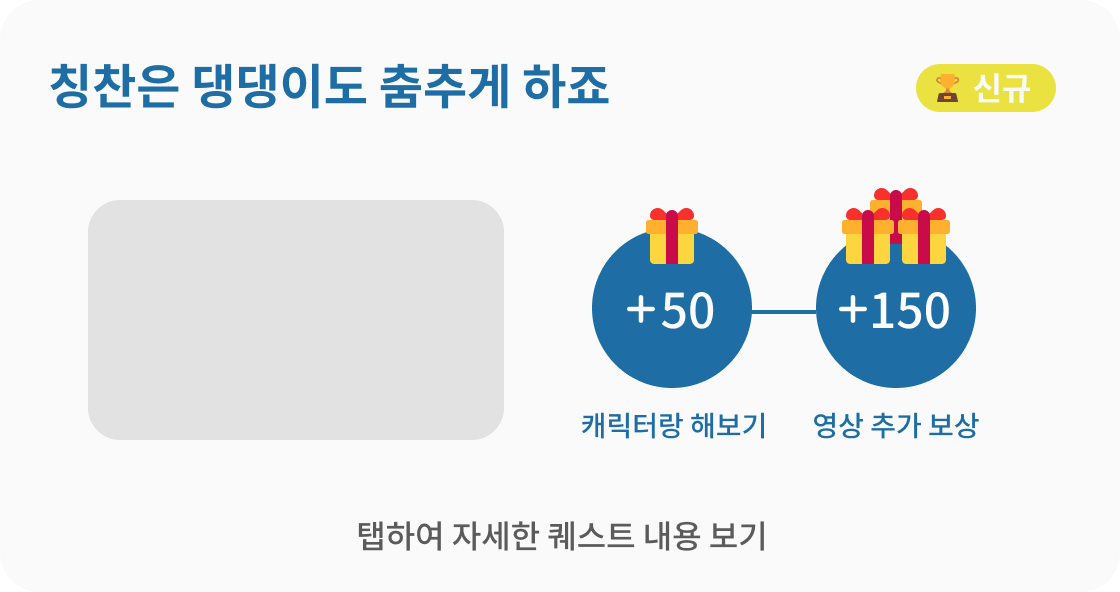 칭찬은 댕댕이도 춤추게 하죠
신규
+50
+150
캐릭터랑 해보기
영상 추가 보상
탭하여 자세한 퀘스트 내용 보기